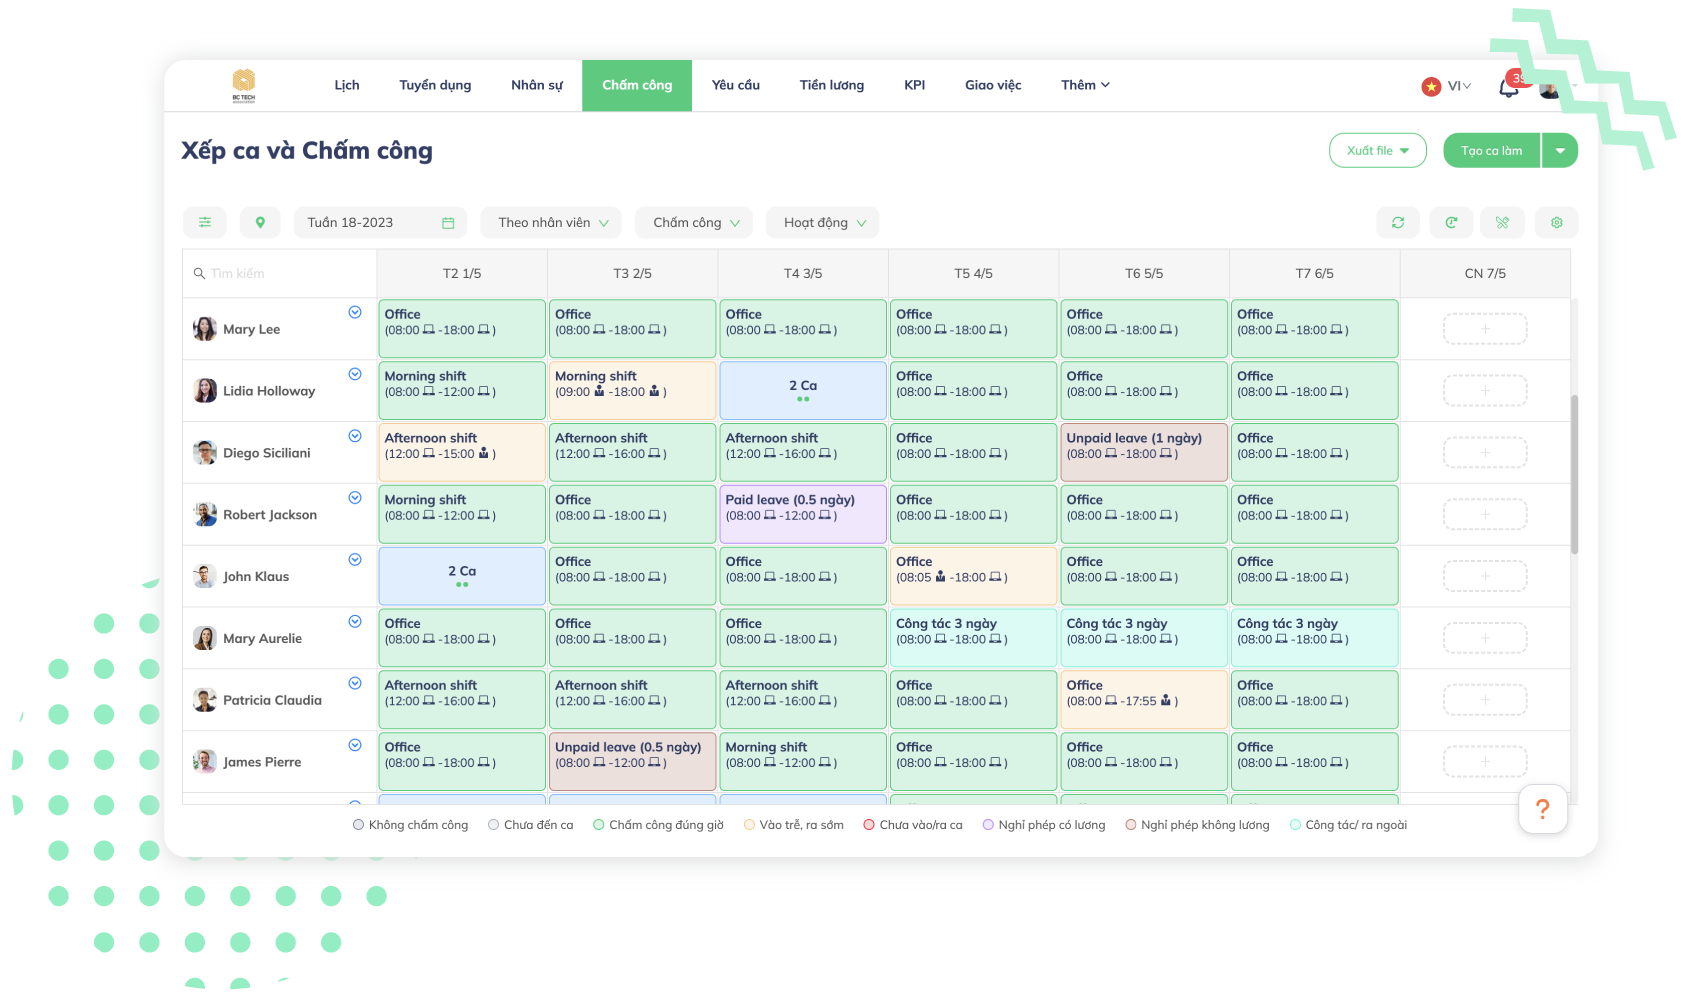 BC TECH
Lịch
Tuyển dụng
Nhân sự
Chấm công
Yêu cầu
Tiền lương
KPI
Giao việc
Thêm
VI
Xếp ca và Chấm công
Xuất file
Tạo ca làm
Tuần 18-2023
Theo nhân viên
Chấm công
Hoạt động
Tìm kiếm
T2 1/5
T3 2/5
T4 3/5
T5 4/5
T6 5/5
T7 6/5
CN 7/5
Mary Lee
Office
(08:00 -18:00 )
Office
(08:00 -18:00 )
Office
(08:00 -18:00 )
Office
(08:00 -18:00 )
Office
(08:00 -18:00 )
Office
(08:00 -18:00 )
+
Lidia Holloway
Morning shift
(08:00 -12:00 )
Morning shift
(09:00 -18:00 )
2 Ca
Office
(08:00 -18:00 )
Office
(08:00 -18:00 )
Office
(08:00 -18:00 )
+
Diego Siciliani
Afternoon shift
(12:00 -15:00 )
Afternoon shift
(12:00 -16:00 )
Afternoon shift
(12:00 -16:00 )
Office
(08:00 -18:00 )
Unpaid leave (1 ngày)
(08:00 -18:00 )
Office
(08:00 -18:00 )
+
Robert Jackson
Morning shift
(08:00 -12:00 )
Office
(08:00 -18:00 )
Paid leave (0.5 ngày)
(08:00 -12:00 )
Office
(08:00 -18:00 )
Office
(08:00 -18:00 )
Office
(08:00 -18:00 )
+
John Klaus
2 Ca
Office
(08:00 -18:00 )
Office
(08:00 -18:00 )
Office
(08:05 -18:00 )
Office
(08:00 -18:00 )
Office
(08:00 -18:00 )
+
Mary Aurelie
Office
(08:00 -18:00 )
Office
(08:00 -18:00 )
Office
(08:00 -18:00 )
Công tác 3 ngày
(08:00 -18:00 )
Công tác 3 ngày
(08:00 -18:00 )
Công tác 3 ngày
(08:00 -18:00 )
+
Patricia Claudia
Afternoon shift
(12:00 -16:00 )
Afternoon shift
(12:00 -16:00 )
Afternoon shift
(12:00 -16:00 )
Office
(08:00 -18:00 )
Office
(08:00 -17:55 )
Office
(08:00 -18:00 )
+
James Pierre
Office
(08:00 -18:00 )
Unpaid leave (0.5 ngày)
(08:00 -12:00 )
Morning shift
(08:00 -12:00 )
Office
(08:00 -18:00 )
Office
(08:00 -18:00 )
Office
(08:00 -18:00 )
+
?
Không chấm công
Chưa đến ca
Chấm công đúng giờ
Vào trễ, ra sớm
Chưa vào/ra ca
Nghỉ phép có lương
Nghỉ phép không lương
Công tác/ ra ngoài